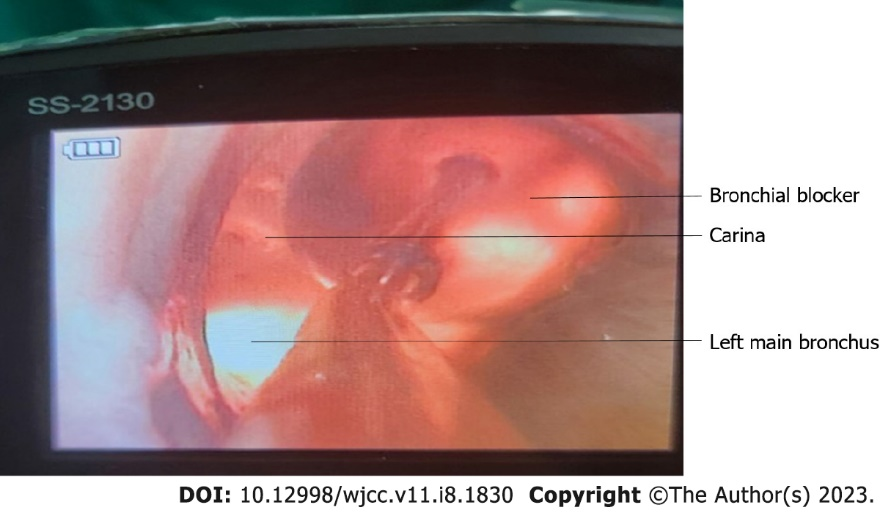 SS-2130
Bronchial blocker
Carina
Left main bronchus
DOI: 10.12998/wjcc.v11.i8.1830 Copyright ©The Author(s) 2023.